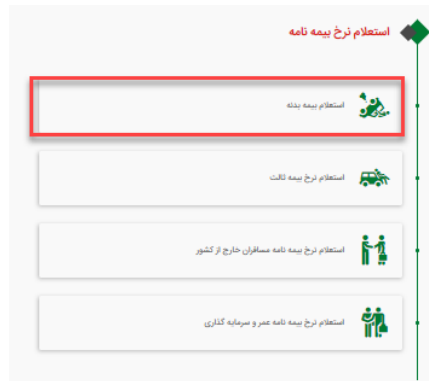 استعلام نرخ بیمه نامه
استعلام بیمه بدنه
استعلام نرخ بیمه ثالث
استعلام نرخ بیمه نامه مسافران خارج از کشور
استعلام نرخ بیمه نامه عمر و سرمایه گذاری